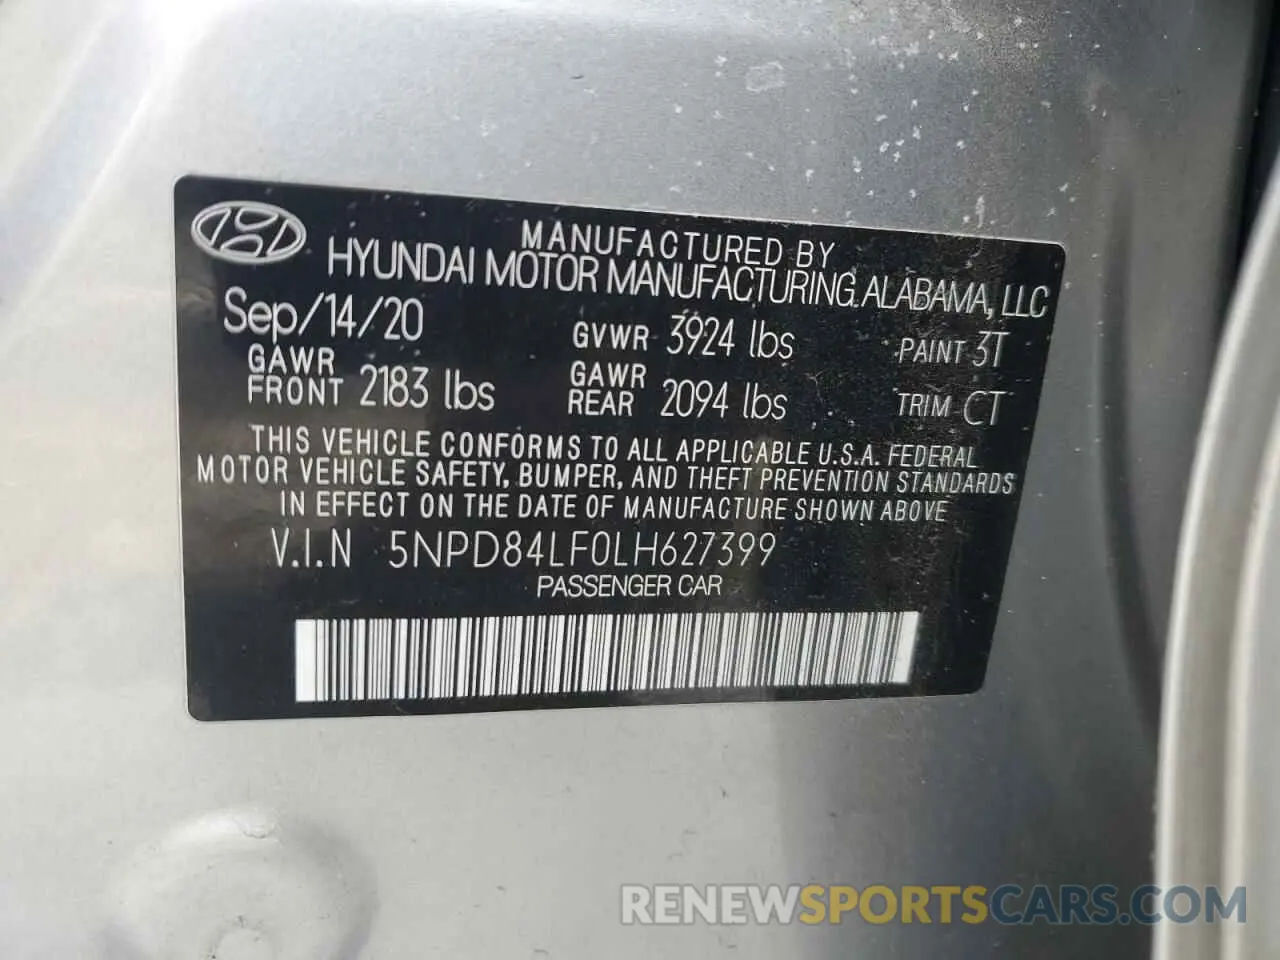 MANUFACTURED BY
HYUNDAI MOTOR MANUFACTURING ALABAMA, LLC
Sep/14/20 GVWR 3924 lbs PAINT 3T
GAWR FRONT 2183 lbs GAWR REAR 2094 lbs TRIM CT
THIS VEHICLE CONFORMS TO ALL APPLICABLE U.S.A. FEDERAL
MOTOR VEHICLE SAFETY, BUMPER, AND THEFT PREVENTION STANDARDS
IN EFFECT ON THE DATE OF MANUFACTURE SHOWN ABOVE
V.I.N 5NPD84LF0LH627399
PASSENGER CAR
RENEWSPORTSCARS.COM